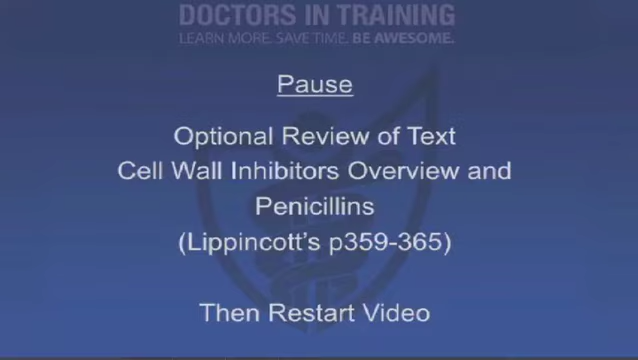 DOCTORS IN TRAINING
LEARN MORE. SAVE TIME. BE AWESOME.
Pause
Optional Review of Text
Cell Wall Inhibitors Overview and
Penicillins
(Lippincott's p359-365)
Then Restart Video